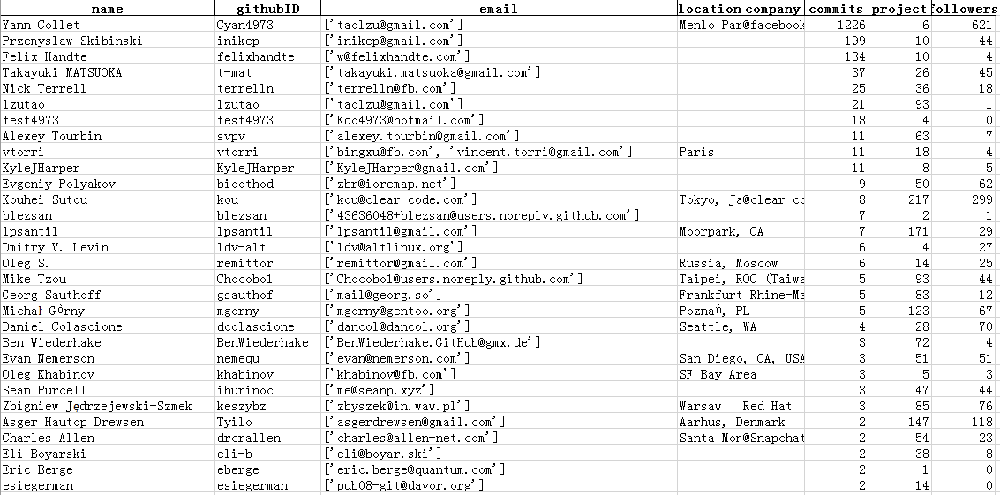 name githubID email location company commits project followers
Yann Collet Cyan4973 ['taolzu@gmail.com'] Menlo Par @facebook 1226 6 621
Przemyslaw Skibinski inikep ['inikep@gmail.com'] 199 10 44
Felix Handte felixhandte ['w@felixhandte.com'] 134 10 4
Takayuki MATSUOKA t-mat ['takayuki.matsuoka@gmail.com'] 37 26 45
Nick Terrell terrelln ['terrelln@fb.com'] 25 36 18
lzutao lzutao ['taolzu@gmail.com'] 21 93 1
test4973 test4973 ['Kdo4973@hotmail.com'] 18 4 0
Alexey Tourbin svpv ['alexey.tourbin@gmail.com'] 11 63 7
vtorri vtorri ['bingxu@fb.com', 'vincent.torri@gmail.com'] Paris 11 18 4
KyleJHarper KyleJHarper ['KyleJHarper@gmail.com'] 11 8 5
Evgeniy Polyakov bioothod ['zbr@ioremap.net'] 9 50 62
Kouhei Sutou kou ['kou@clear-code.com'] Tokyo, Ja @clear-co 8 217 299
blezsan blezsan ['43636048+blezsan@users.noreply.github.com'] 7 2 1
lpsantil lpsantil ['lpsantil@gmail.com'] Moorpark, CA 7 171 29
Dmitry V. Levin ldv-alt ['ldv@altlinux.org'] 6 4 27
Oleg S. remittor ['remittor@gmail.com'] Russia, Moscow 6 14 25
Mike Tzou Chocobo1 ['Chocobo1@users.noreply.github.com'] Taipei, ROC (Taiwa 5 93 44
Georg Sauthoff gsauthof ['mail@georg.so'] Frankfurt Rhine-Ma 5 83 12
Michał Górny mgorny ['mgorny@gentoo.org'] Poznań, PL 5 123 67
Daniel Colascione dcolascione ['dancol@dancol.org'] Seattle, WA 4 28 70
Ben Wiederhake BenWiederhake ['BenWiederhake.GitHub@gmx.de'] 3 72 4
Evan Nemerson nemequ ['evan@nemerson.com'] San Diego, CA, USA 3 51 51
Oleg Khabinov khabinov ['khabinov@fb.com'] SF Bay Area 3 5 3
Sean Purcell iburinoc ['me@seanp.xyz'] 3 47 44
Zbigniew Jędrzejewski-Szmek keszybz ['zbyszek@in.waw.pl'] Warsaw Red Hat 3 85 76
Asger Hautop Drewsen Tyilo ['asgerdrewsen@gmail.com'] Aarhus, Denmark 2 147 118
Charles Allen drcrallen ['charles@allen-net.com'] Santa Mor @Snapchat 2 54 23
Eli Boyarski eli-b ['eli@boyar.ski'] 2 38 8
Eric Berge eberge ['eric.berge@quantum.com'] 2 1 0
esiegerman esiegerman ['pub08-git@davor.org'] 2 14 0